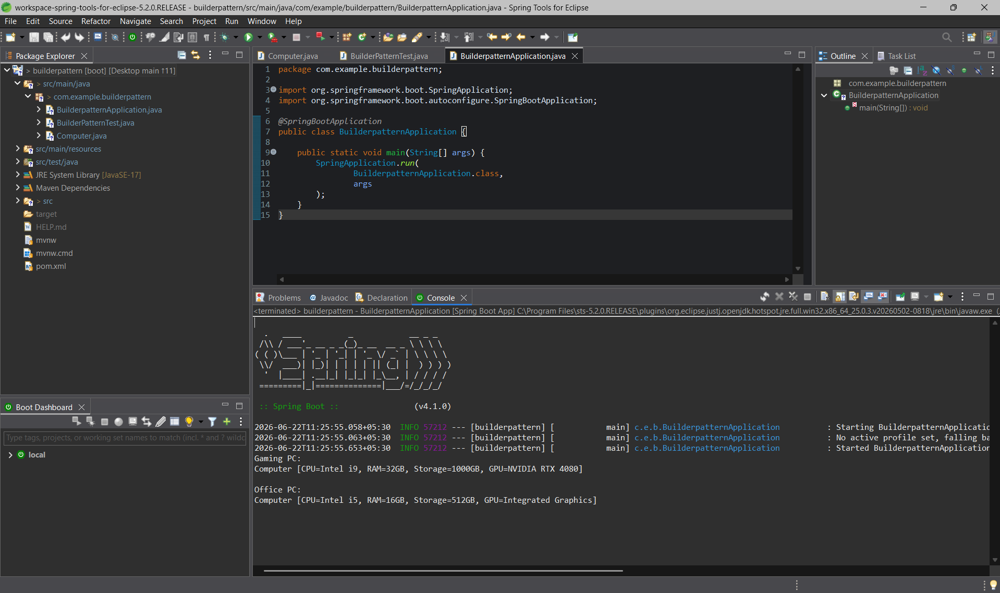 workspace-spring-tools-for-eclipse-5.2.0.RELEASE - builderpattern/src/main/java/com/example/builderpattern/BuilderpatternApplication.java - Spring Tools for Eclipse
File Edit Source Refactor Navigate Search Project Run Window Help
Package Explorer
> builderpattern [boot] [Desktop main ↑11]
> src/main/java
> com.example.builderpattern
BuilderpatternApplication.java
BuilderPatternTest.java
Computer.java
src/main/resources
src/test/java
JRE System Library [JavaSE-17]
Maven Dependencies
> src
target
HELP.md
mvnw
mvnw.cmd
pom.xml
Boot Dashboard
Type tags, projects, or working set names to match (incl. * and ? wildc
local
Computer.java BuilderPatternTest.java BuilderpatternApplication.java
1 package com.example.builderpattern;
2
3 import org.springframework.boot.SpringApplication;
4 import org.springframework.boot.autoconfigure.SpringBootApplication;
5
6 @SpringBootApplication
7 public class BuilderpatternApplication {
8
9 public static void main(String[] args) {
10 SpringApplication.run(
11 BuilderpatternApplication.class,
12 args
13 );
14 }
15 }
Outline Task List
com.example.builderpattern
BuilderpatternApplication
main(String[]) : void
Problems Javadoc Declaration Console
<terminated> builderpattern - BuilderpatternApplication [Spring Boot App] C:\Program Files\sts-5.2.0.RELEASE\plugins\org.eclipse.justj.openjdk.hotspot.jre.full.win32.x86_64_25.0.3.v20260502-0818\jre\bin\javaw.exe (
Spring
:: Spring Boot :: (v4.1.0)
2026-06-22T11:25:55.058+05:30 INFO 57212 --- [builderpattern] [ main] c.e.b.BuilderpatternApplication : Starting BuilderpatternApplicatic
2026-06-22T11:25:55.063+05:30 INFO 57212 --- [builderpattern] [ main] c.e.b.BuilderpatternApplication : No active profile set, falling ba
2026-06-22T11:25:55.653+05:30 INFO 57212 --- [builderpattern] [ main] c.e.b.BuilderpatternApplication : Started BuilderpatternApplication
Gaming PC:
Computer [CPU=Intel i9, RAM=32GB, Storage=1000GB, GPU=NVIDIA RTX 4080]
Office PC:
Computer [CPU=Intel i5, RAM=16GB, Storage=512GB, GPU=Integrated Graphics]